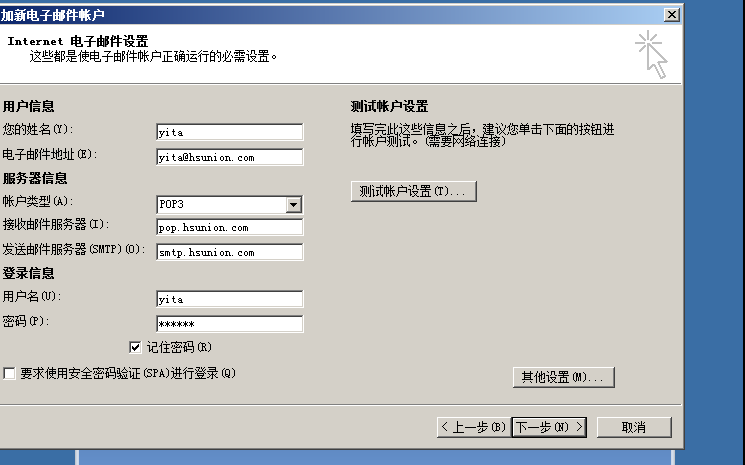 加新电子邮件帐户
Internet 电子邮件设置
这些都是使电子邮件帐户正确运行的必需设置。
用户信息
您的姓名(Y):
yita
电子邮件地址(E):
yita@hsunion.com
服务器信息
帐户类型(A):
POP3
接收邮件服务器(I):
pop.hsunion.com
发送邮件服务器(SMTP)(O):
smtp.hsunion.com
登录信息
用户名(U):
yita
密码(P):
******
记住密码(R)
要求使用安全密码验证(SPA)进行登录(Q)
测试帐户设置
填写完此这些信息之后，建议您单击下面的按钮进
行帐户测试。(需要网络连接)
测试帐户设置(T)...
其他设置(M)...
< 上一步(B)
下一步(N) >
取消